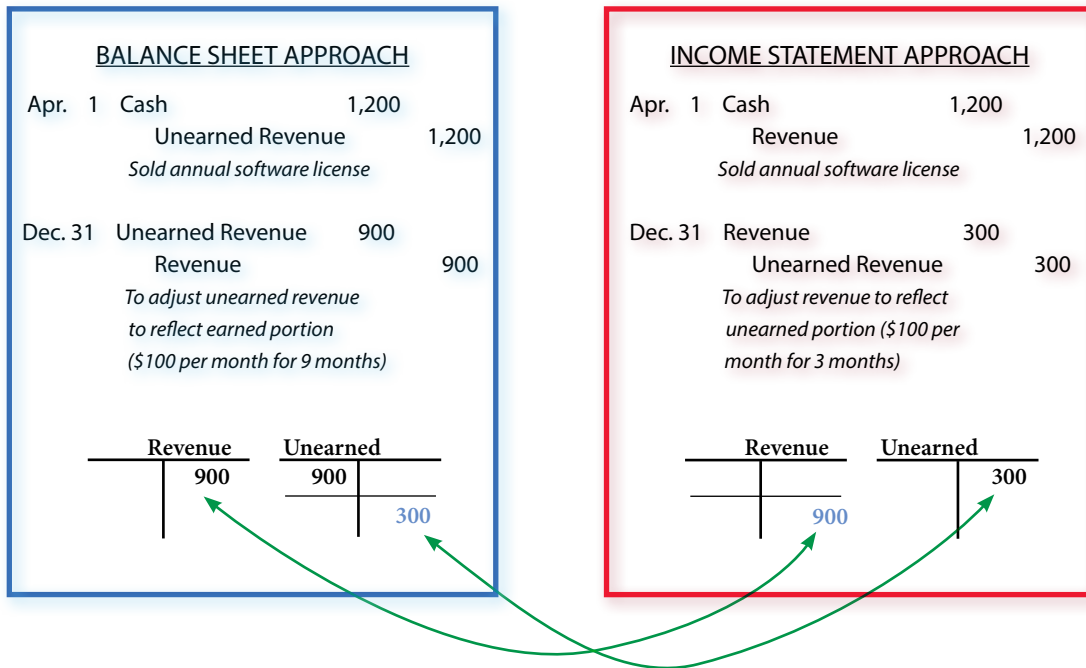 BALANCE SHEET APPROACH
Apr. 1 Cash 1,200
Unearned Revenue 1,200
Sold annual software license
Dec. 31 Unearned Revenue 900
Revenue 900
To adjust unearned revenue
to reflect earned portion
($100 per month for 9 months)
Revenue Unearned
900 900
300
INCOME STATEMENT APPROACH
Apr. 1 Cash 1,200
Revenue 1,200
Sold annual software license
Dec. 31 Revenue 300
Unearned Revenue 300
To adjust revenue to reflect
unearned portion ($100 per
month for 3 months)
Revenue Unearned
300
900